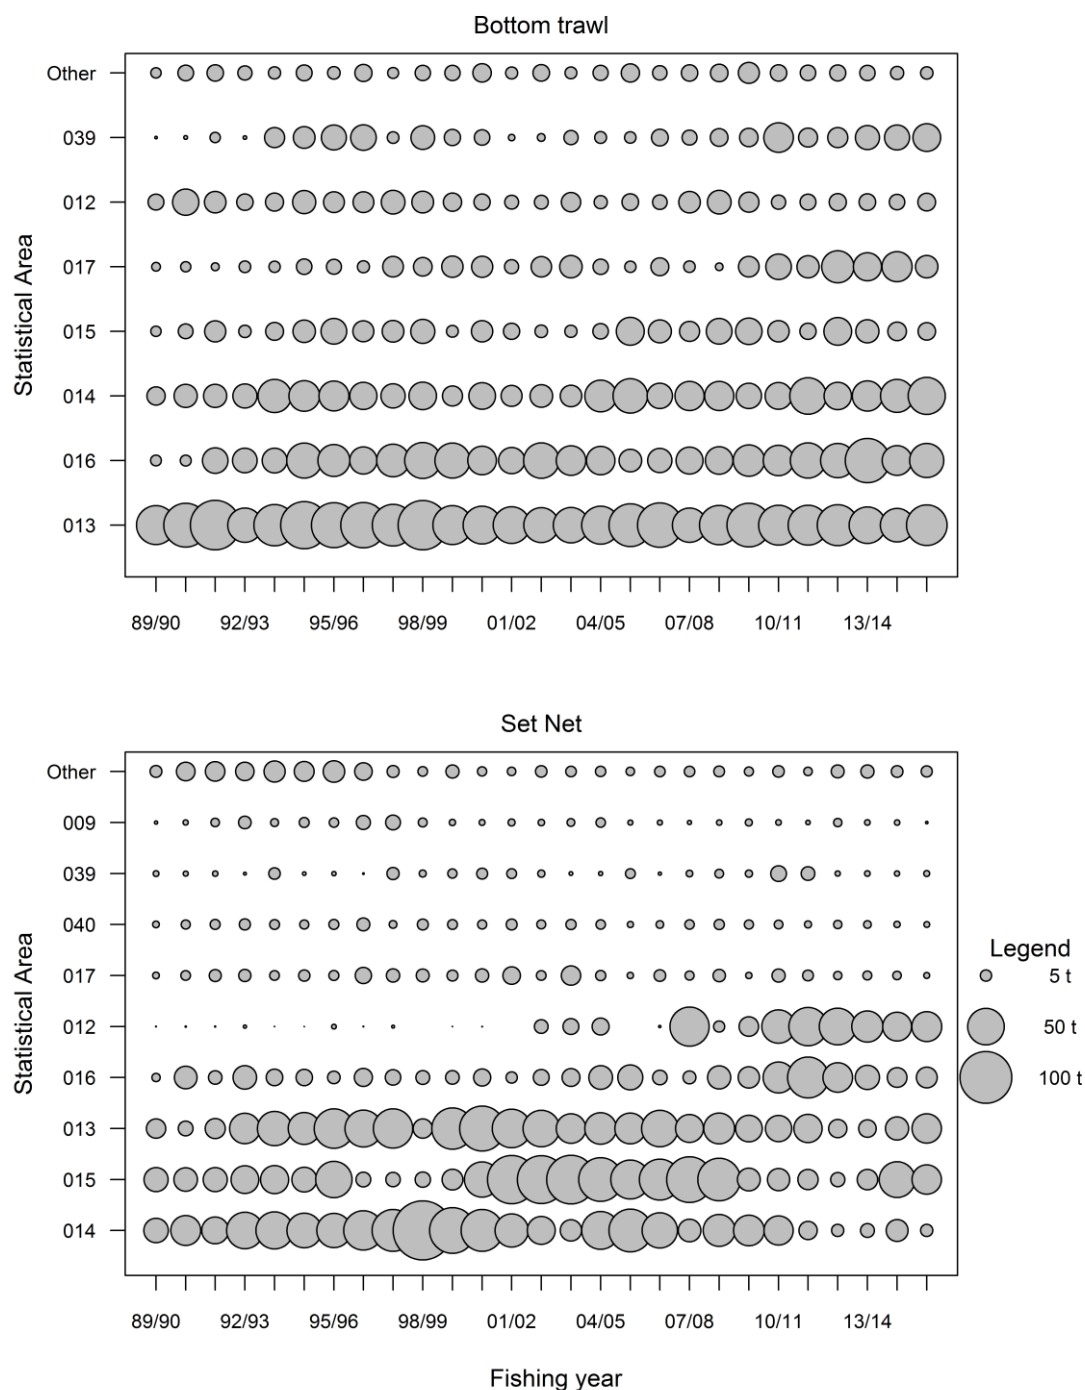 Bottom trawl
Statistical Area
Other
039
012
017
015
014
016
013
89/90 92/93 95/96 98/99 01/02 04/05 07/08 10/11 13/14
Set Net
Statistical Area
Other
009
039
040
017
012
016
013
015
014
89/90 92/93 95/96 98/99 01/02 04/05 07/08 10/11 13/14
Fishing year
Legend
5 t
50 t
100 t